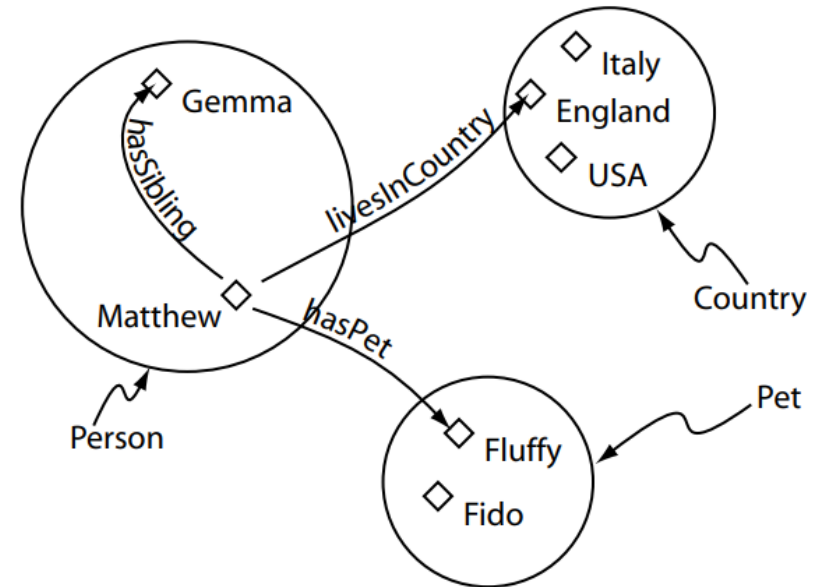 Gemma
hasSibling
Matthew
Person
livesInCountry
hasPet
Italy
England
USA
Country
Pet
Fluffy
Fido